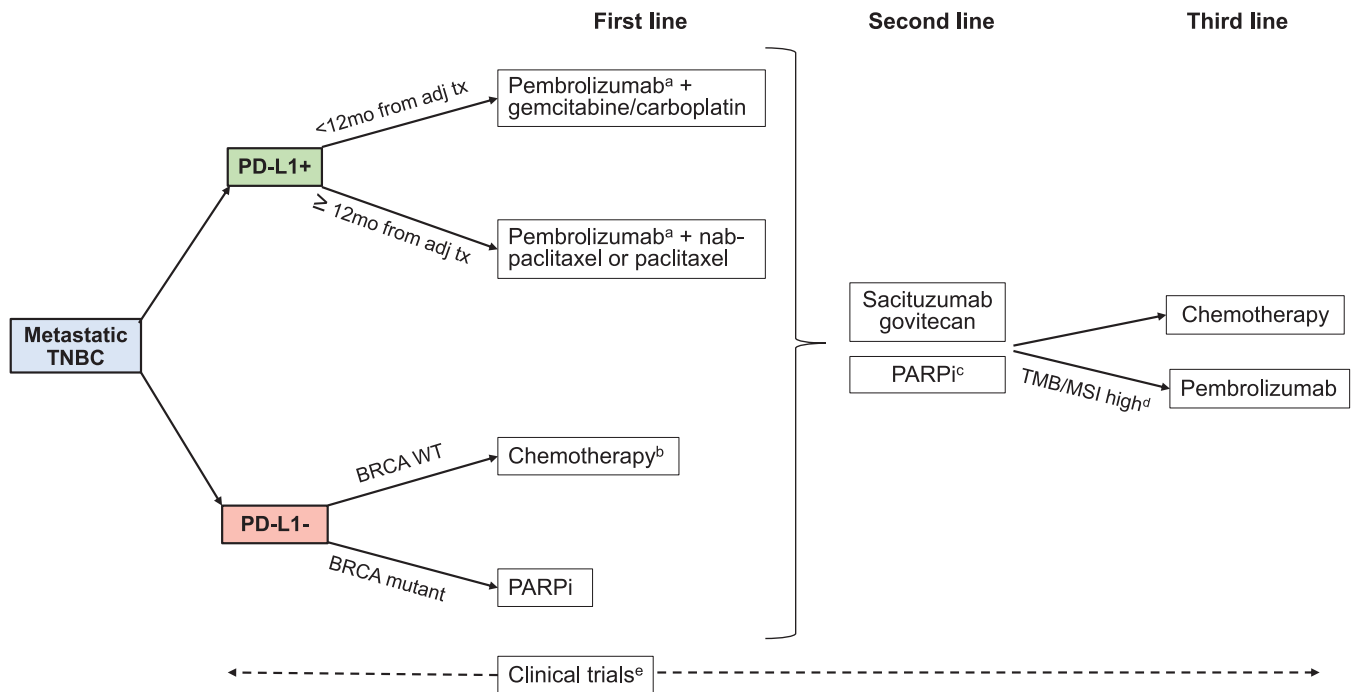 First line
Second line
Third line
<12mo from adj tx
Pembrolizumabᵃ +
gemcitabine/carboplatin
PD-L1+
≥ 12mo from adj tx
Pembrolizumabᵃ + nab-
paclitaxel or paclitaxel
Metastatic
TNBC
Sacituzumab
govitecan
PARPiᶜ
Chemotherapy
TMB/MSI highᵈ
Pembrolizumab
BRCA WT
Chemotherapyᵇ
PD-L1-
BRCA mutant
PARPi
Clinical trialsᵉ